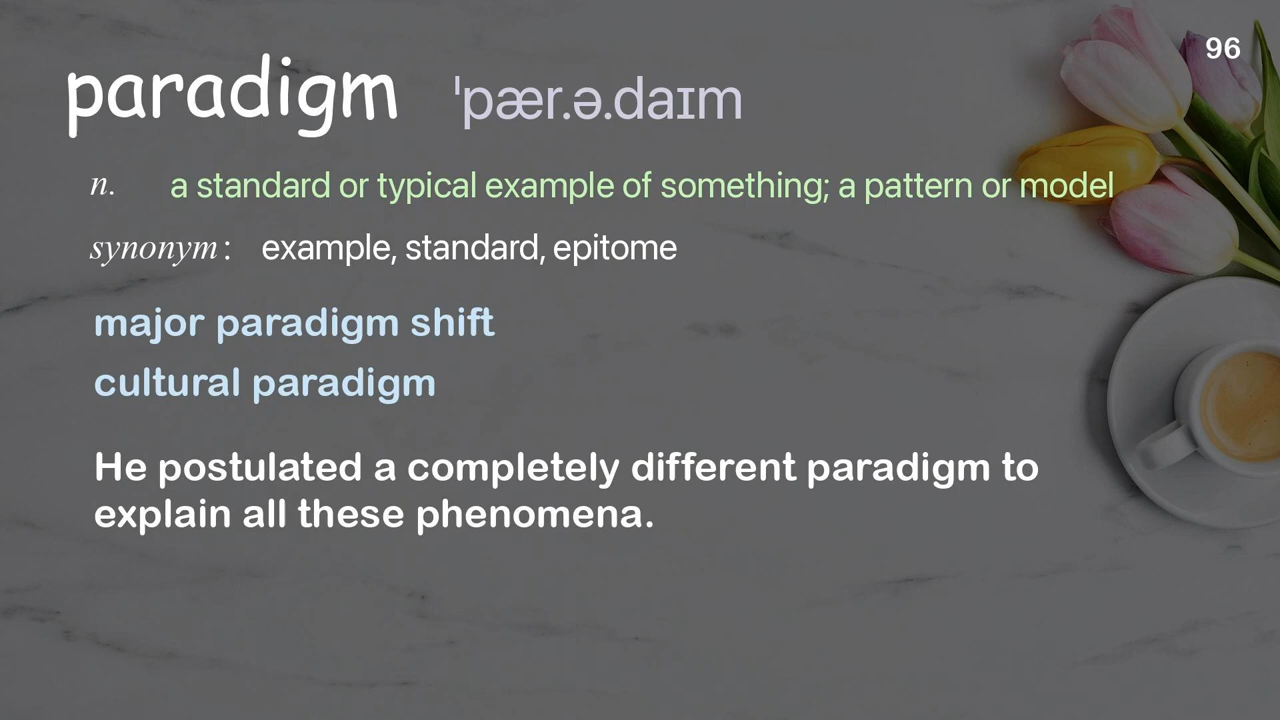 96
paradigm ˈpær.ə.daɪm
n. a standard or typical example of something; a pattern or model
synonym: example, standard, epitome
major paradigm shift
cultural paradigm
He postulated a completely different paradigm to
explain all these phenomena.